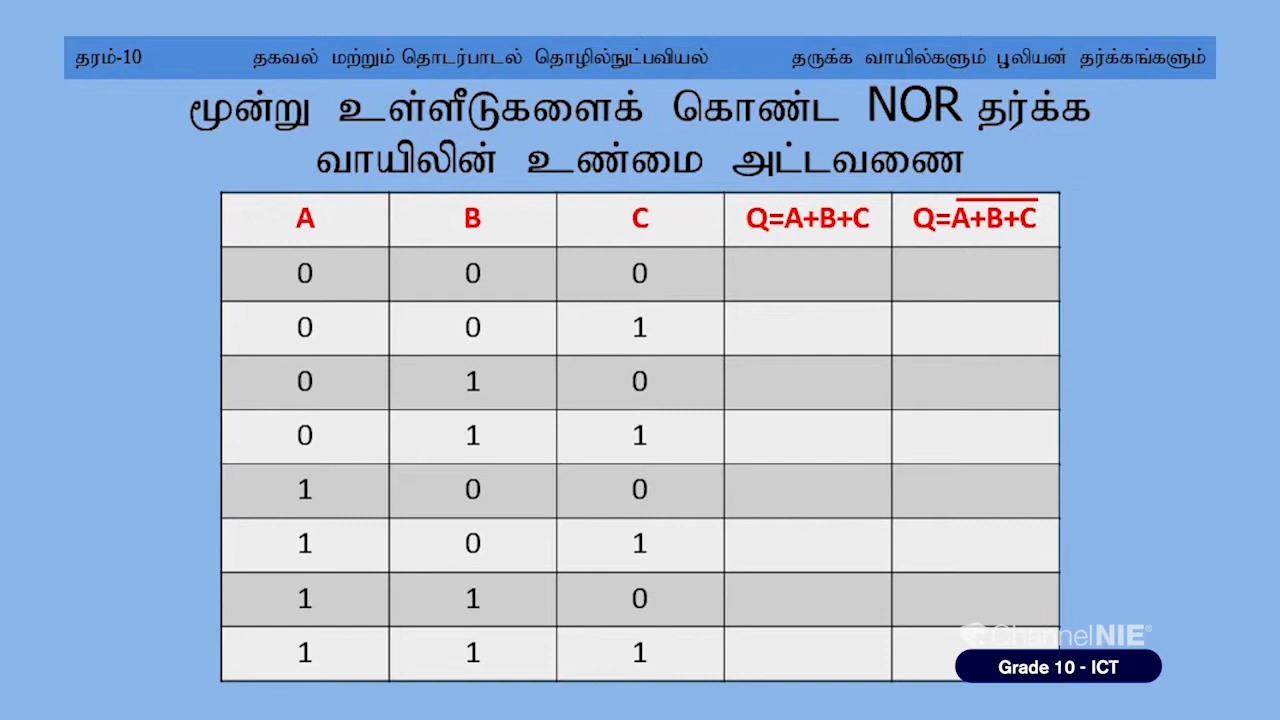 தரம்-10 தகவல் மற்றும் தொடர்பாடல் தொழில்நுட்பவியல் தருக்க வாயில்களும் பூலியன் தர்க்கங்களும்
மூன்று உள்ளீடுகளைக் கொண்ட NOR தர்க்க
வாயிலின் உண்மை அட்டவணை
A B C Q=A+B+C Q=A̅+̅B̅+̅C̅
0 0 0
0 0 1
0 1 0
0 1 1
1 0 0
1 0 1
1 1 0
1 1 1
ChannelNIE®
Grade 10 - ICT